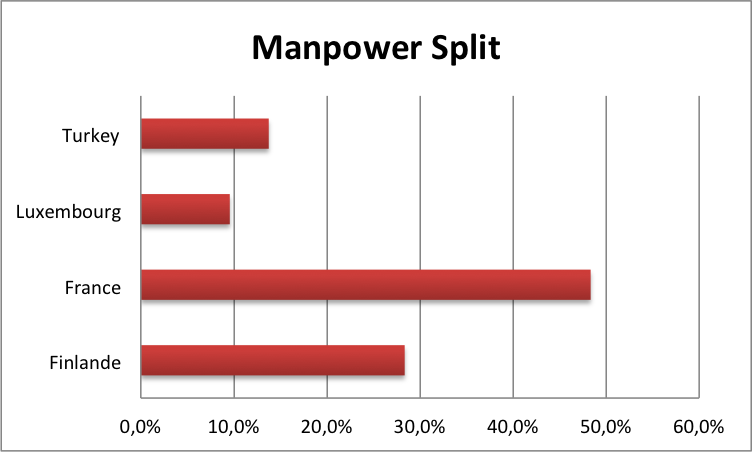 Manpower Split
Turkey
Luxembourg
France
Finlande
0,0% 10,0% 20,0% 30,0% 40,0% 50,0% 60,0%